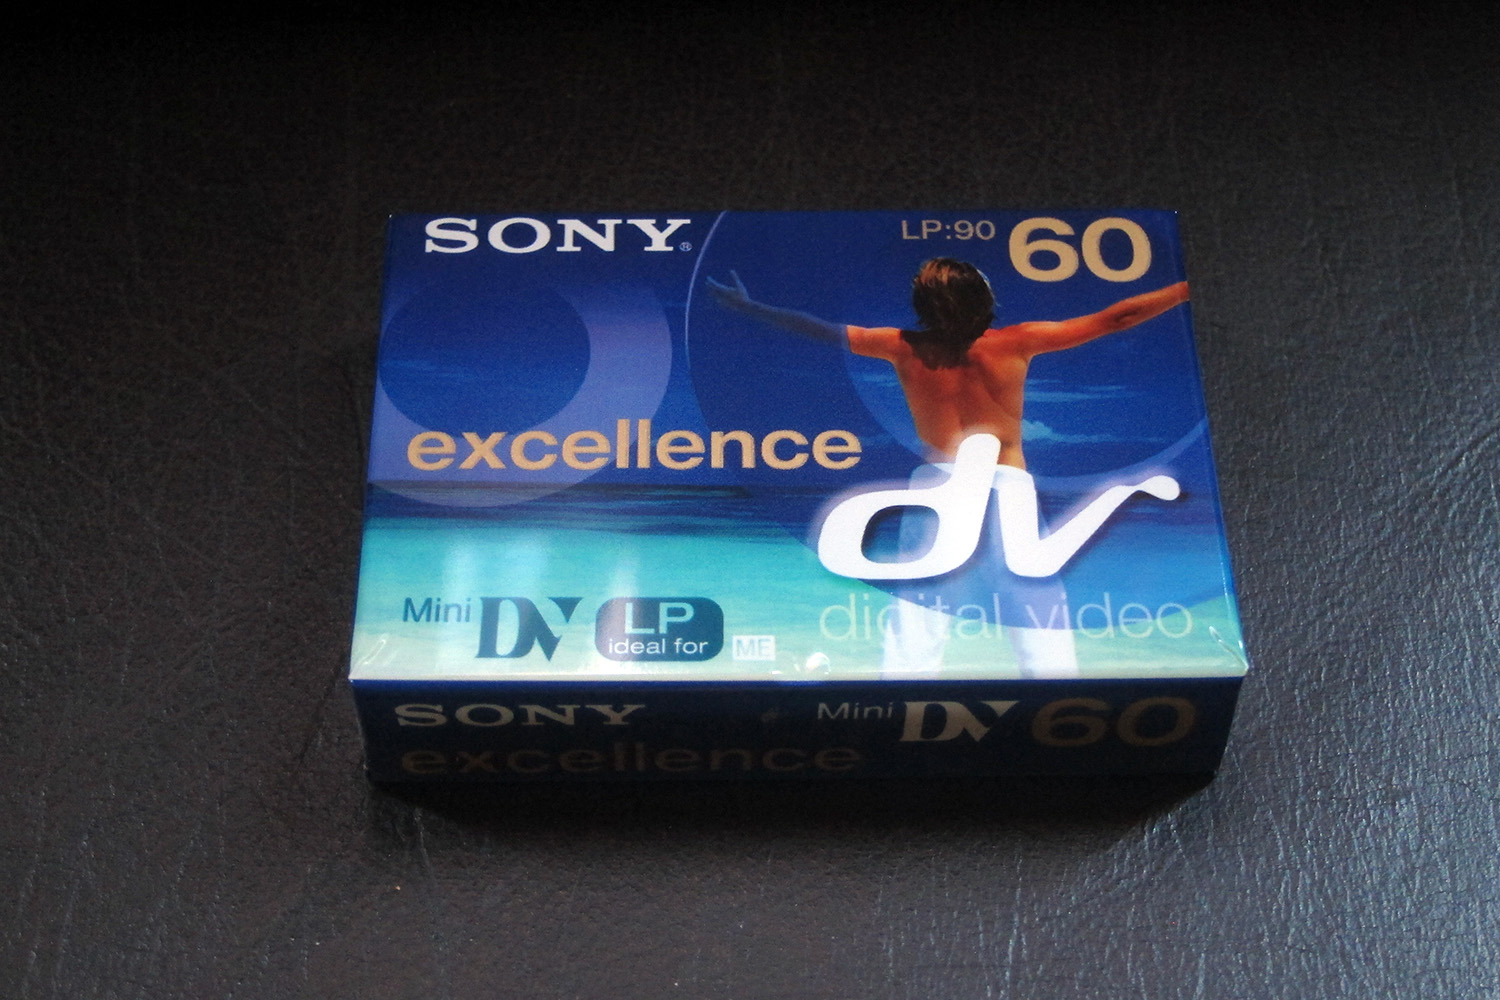 SONY®
LP:90 60
excellence
dv
Mini DV LP
ideal for ME
digital video
SONY Mini DV 60
excellence